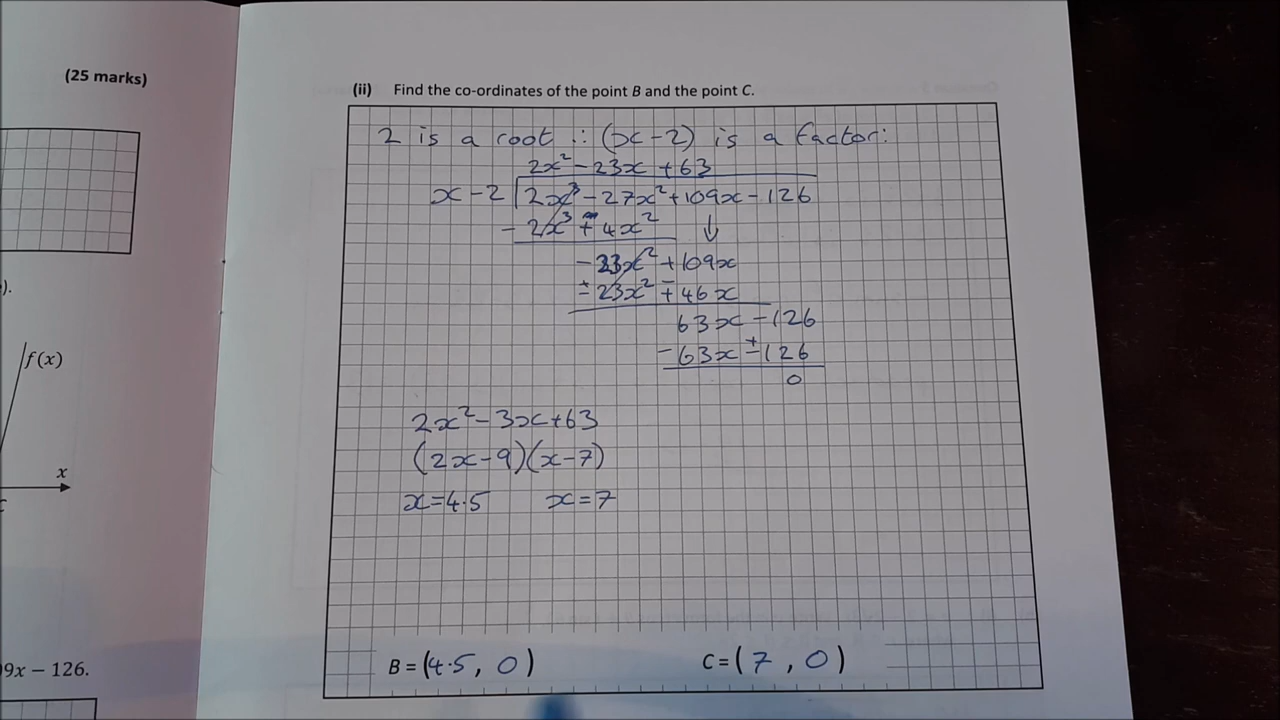 (25 marks)
).
f(x)
x
9x − 126.
(ii) Find the co-ordinates of the point B and the point C.
2 is a root ∴ (x-2) is a factor:
2x² - 23x + 63
x - 2 2x³ - 27x² + 109x - 126
- 2x³ + 4x² ↓
- 23x² + 109x
± 23x² ∓ 46x
63x - 126
- 63x ± 126
0
2x² - 3x + 63
(2x - 9)(x - 7)
x = 4.5 x = 7
B = (4.5, 0) C = (7, 0)